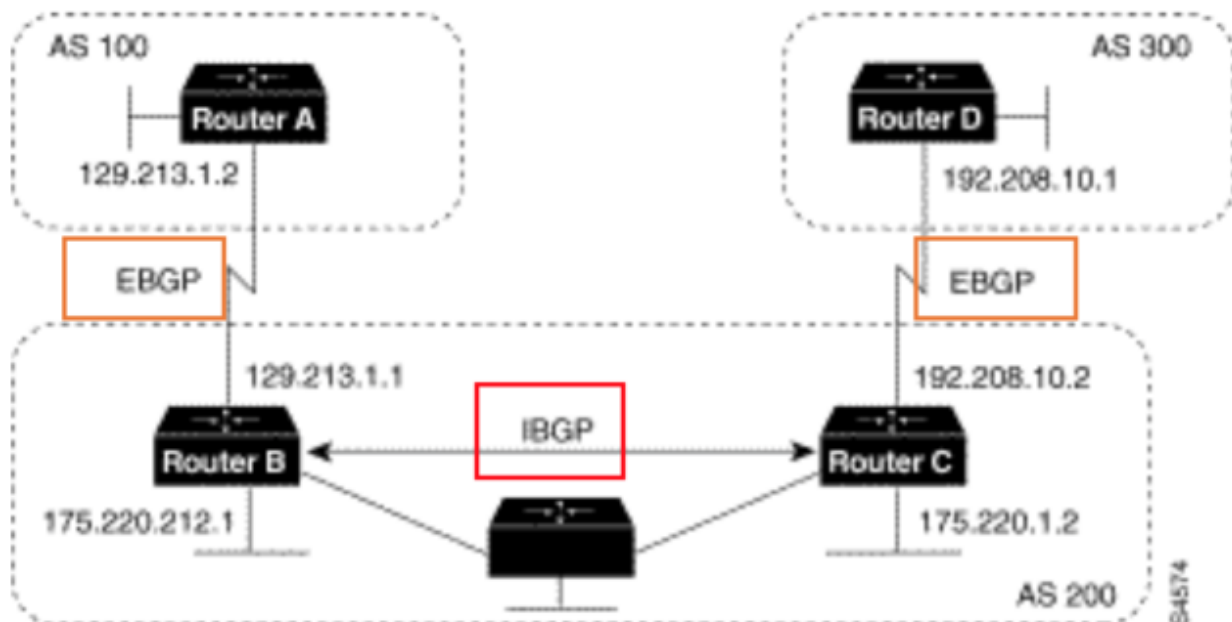 AS 100
AS 300
Router A
Router D
129.213.1.2
192.208.10.1
EBGP
EBGP
129.213.1.1
192.208.10.2
IBGP
Router B
Router C
175.220.212.1
175.220.1.2
AS 200
B4574